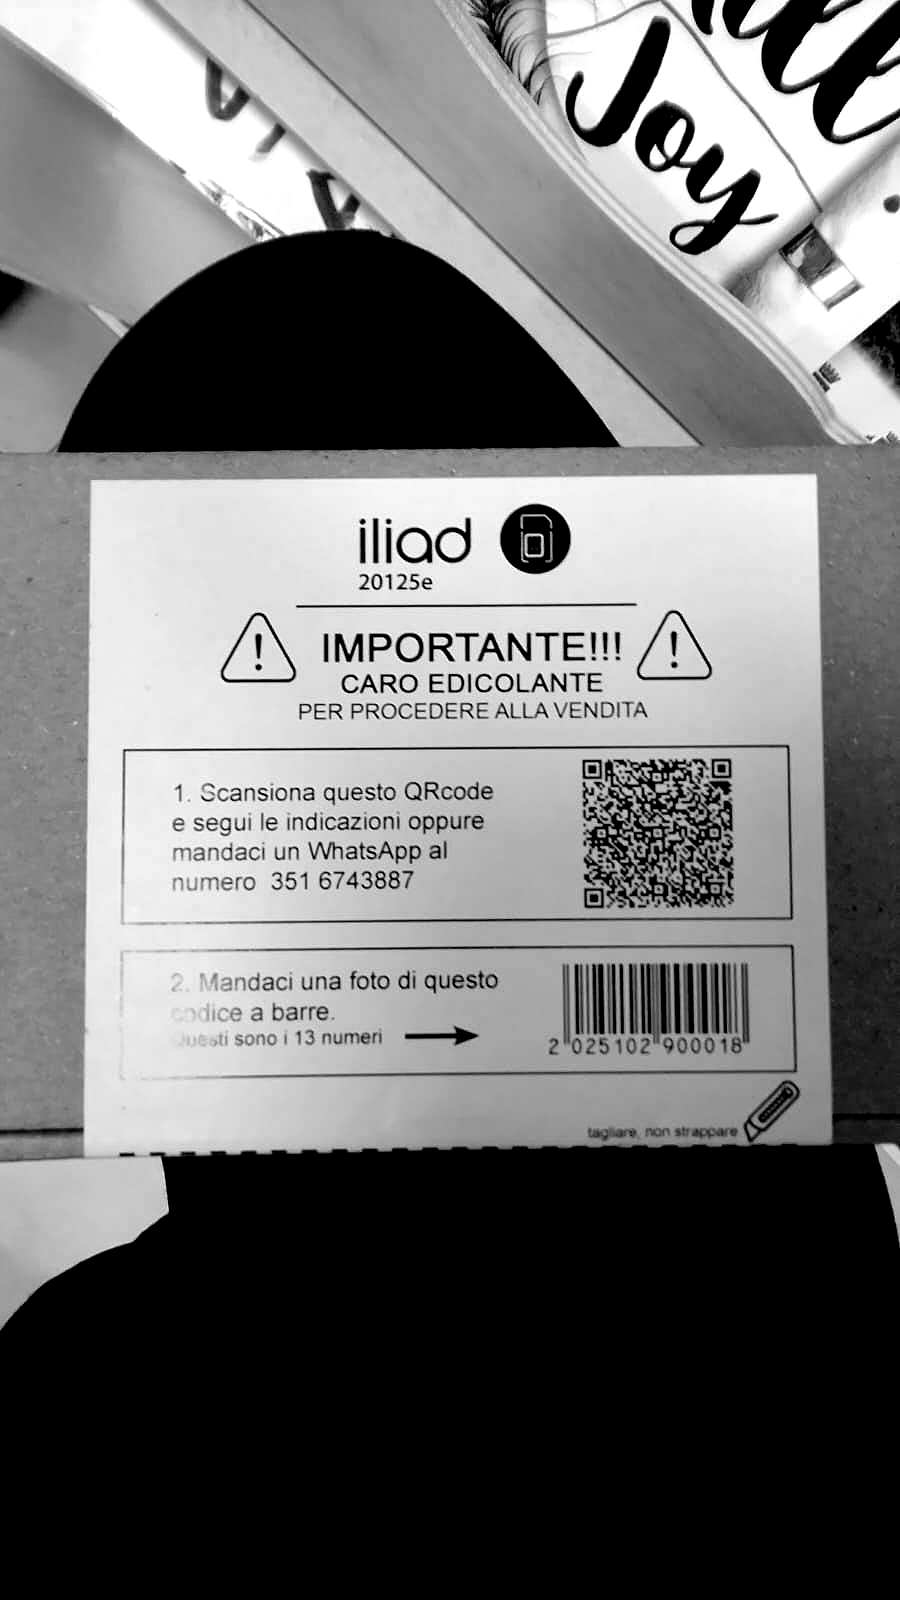 Joy
iliad
20125e
IMPORTANTE!!!
CARO EDICOLANTE
PER PROCEDERE ALLA VENDITA
1. Scansiona questo QRcode
e segui le indicazioni oppure
mandaci un WhatsApp al
numero 351 6743887
2. Mandaci una foto di questo
codice a barre.
Questi sono i 13 numeri
2 025102 900018
tagliare, non strappare